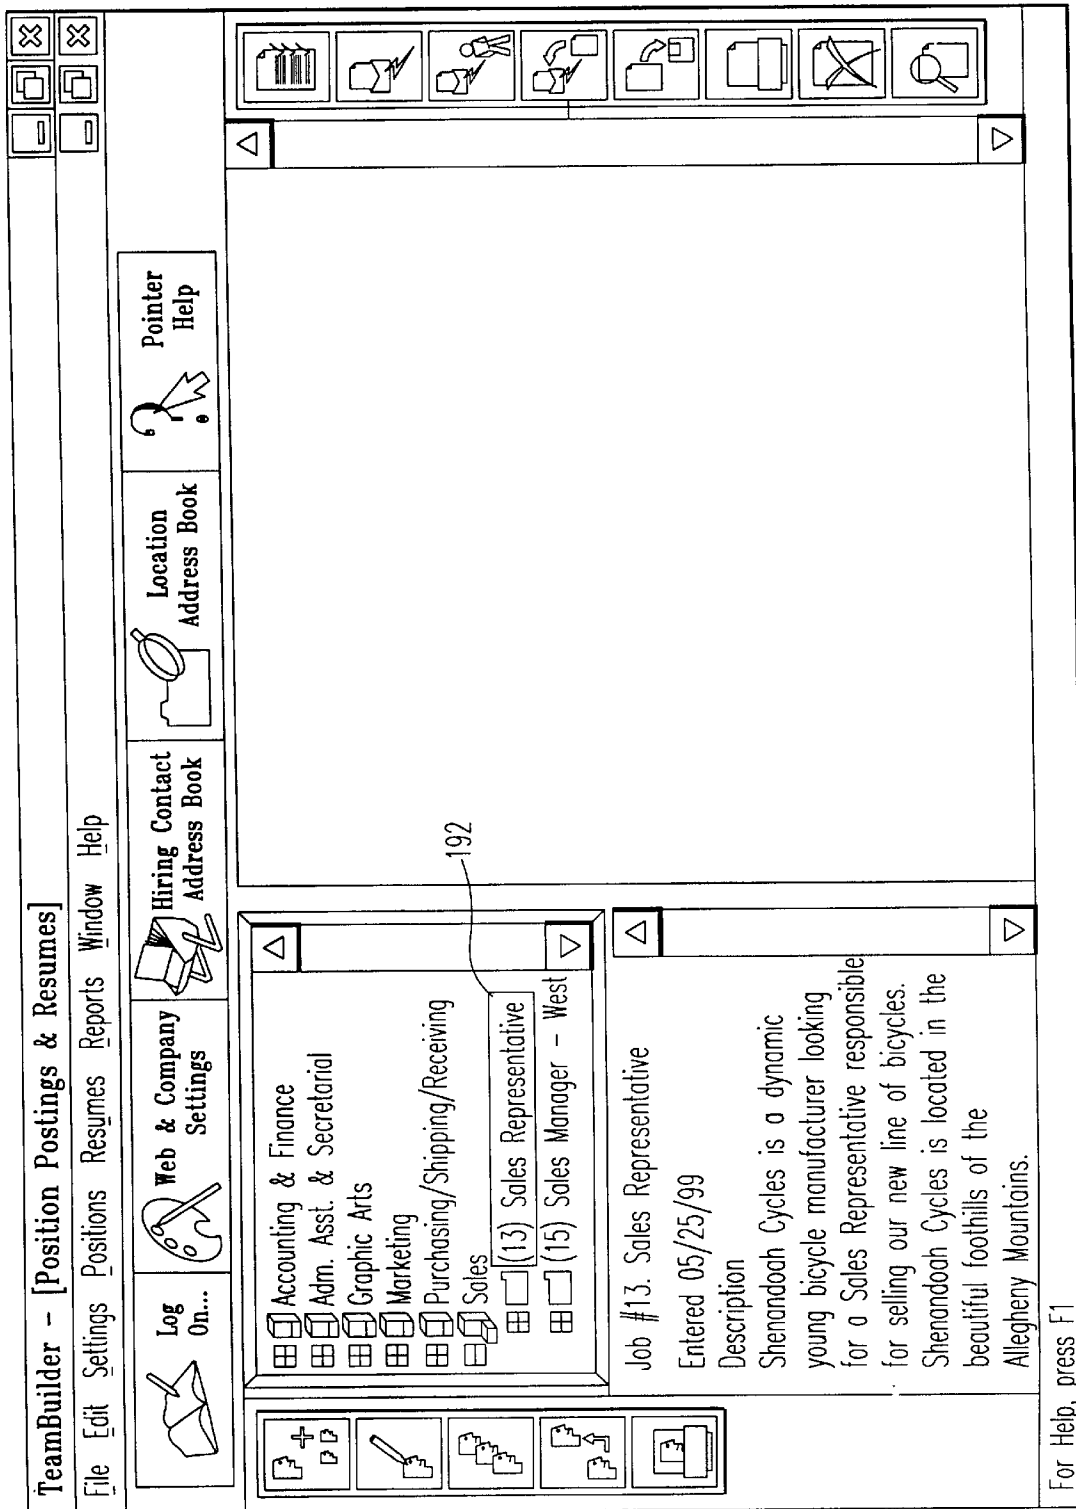 TeamBuilder – [Position Postings & Resumes]
File Edit Settings Positions Resumes Reports Window Help
Log
On...
Web & Company
Settings
Hiring Contact
Address Book
Location
Address Book
Pointer
Help
Accounting & Finance
Adm. Asst. & Secretarial
Graphic Arts
Marketing
Purchasing/Shipping/Receiving
Sales
(13) Sales Representative
(15) Sales Manager – West
192
Job #13. Sales Representative
Entered 05/25/99
Description
Shenandoah Cycles is a dynamic
young bicycle manufacturer looking
for a Sales Representative responsible
for selling our new line of bicycles.
Shenandoah Cycles is located in the
beautiful foothills of the
Allegheny Mountains.
For Help, press F1